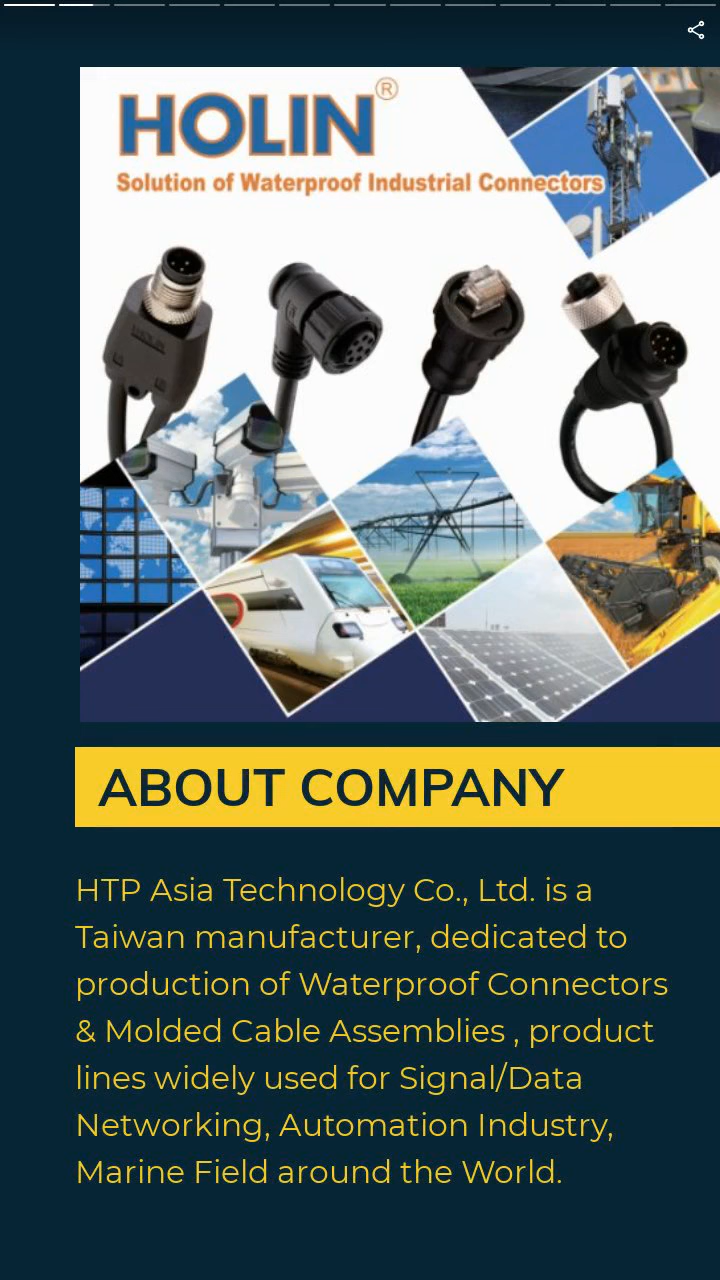 HOLIN®
Solution of Waterproof Industrial Connectors
HOLIN
ABOUT COMPANY
HTP Asia Technology Co., Ltd. is a
Taiwan manufacturer, dedicated to
production of Waterproof Connectors
& Molded Cable Assemblies , product
lines widely used for Signal/Data
Networking, Automation Industry,
Marine Field around the World.